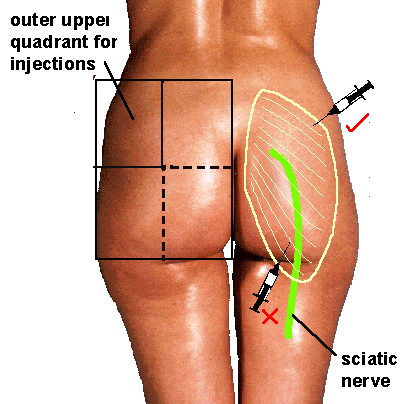 outer upper
quadrant for
injections
sciatic
nerve